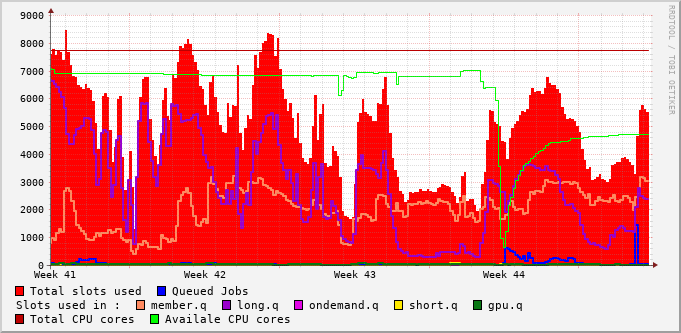 9000
8000
7000
6000
5000
4000
3000
2000
1000
0
Week 41 Week 42 Week 43 Week 44
Total slots used Queued Jobs
Slots used in : member.q long.q ondemand.q short.q gpu.q
Total CPU cores Availale CPU cores
RRDTOOL / TOBI OETIKER